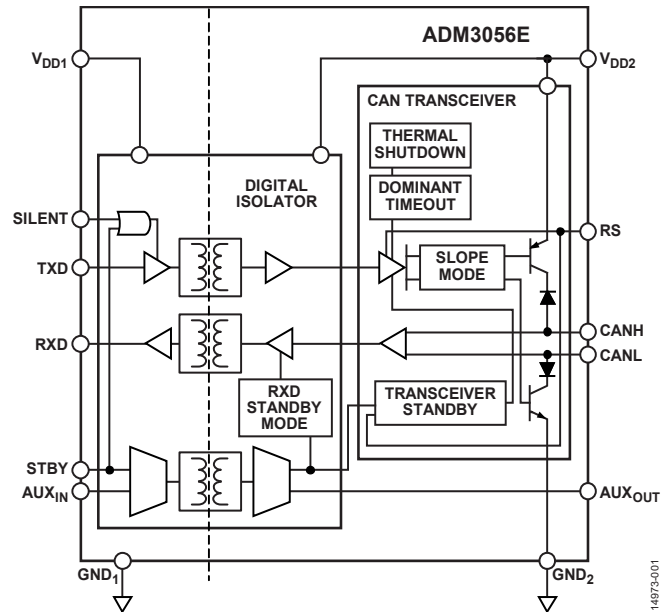 ADM3056E
VDD1
VDD2
CAN TRANSCEIVER
THERMAL
SHUTDOWN
DIGITAL
ISOLATOR
DOMINANT
TIMEOUT
SILENT
RS
TXD
SLOPE
MODE
RXD
CANH
CANL
RXD
STANDBY
MODE
TRANSCEIVER
STANDBY
STBY
AUXIN
AUXOUT
GND1
GND2
14973-001